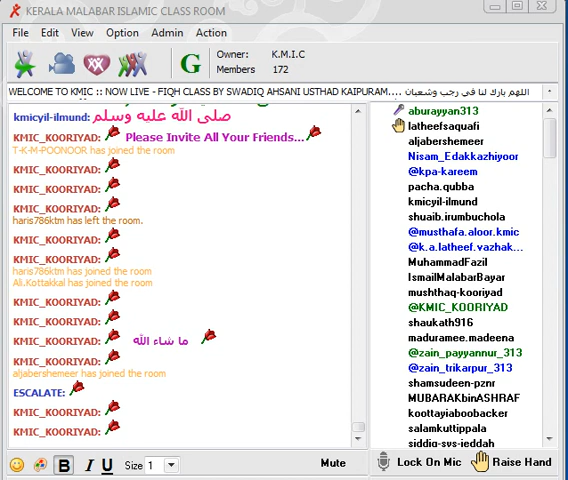 KERALA MALABAR ISLAMIC CLASS ROOM
File Edit View Option Admin Action
G
Owner: K.M.I.C
Members 172
WELCOME TO KMIC :: NOW LIVE - FIQH CLASS BY SWADIQ AHSANI USTHAD KAIPURAM.... اللهم بارك لنا في رجب وشعبان
kmicyil-ilmund: صلى الله عليه وسلم
KMIC_KOORIYAD: Please Invite All Your Friends...
T-K-M-POONOOR has joined the room
KMIC_KOORIYAD:
KMIC_KOORIYAD:
KMIC_KOORIYAD:
haris786ktm has left the room.
KMIC_KOORIYAD:
KMIC_KOORIYAD:
haris786ktm has joined the room
Ali.Kottakkal has joined the room
KMIC_KOORIYAD:
KMIC_KOORIYAD:
KMIC_KOORIYAD: ما شاء الله
KMIC_KOORIYAD:
aljabershemeer has joined the room
ESCALATE:
KMIC_KOORIYAD:
KMIC_KOORIYAD:
aburayyan313
latheefsaquafi
aljabershemeer
Nisam_Edakkazhiyoor
@kpa-kareem
pacha.qubba
kmicyil-ilmund
shuaib.irumbuchola
@musthafa.aloor.kmic
@k.a.latheef.vazhak...
MuhammadFazil
IsmailMalabarBayar
mushthaq-kooriyad
@KMIC_KOORIYAD
shaukath916
maduramee.madeena
@zain_payyannur_313
@zain_trikarpur_313
shamsudeen-pznr
MUBARAKbinASHRAF
koottayiaboobacker
salamkuttippala
siddiq-svs-jeddah
B I U Size 1 Mute
Lock On Mic Raise Hand